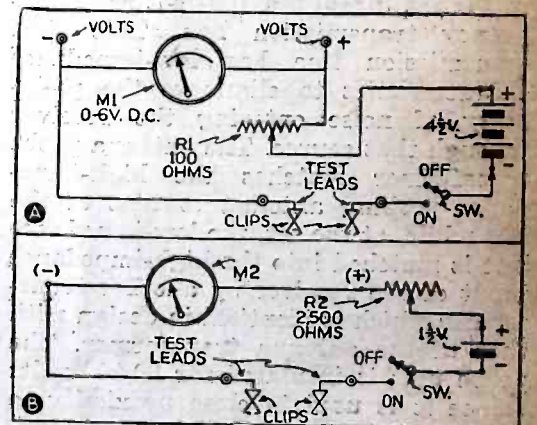 - VOLTS
VOLTS +
M1
0-6V. D.C.
R1
100
OHMS
+
4½V.
-
TEST
LEADS
OFF
CLIPS
ON
SW.
A
(-)
M2
(+)
R2
2,500
OHMS
+
1½V.
-
TEST
LEADS
OFF
CLIPS
ON
SW.
B